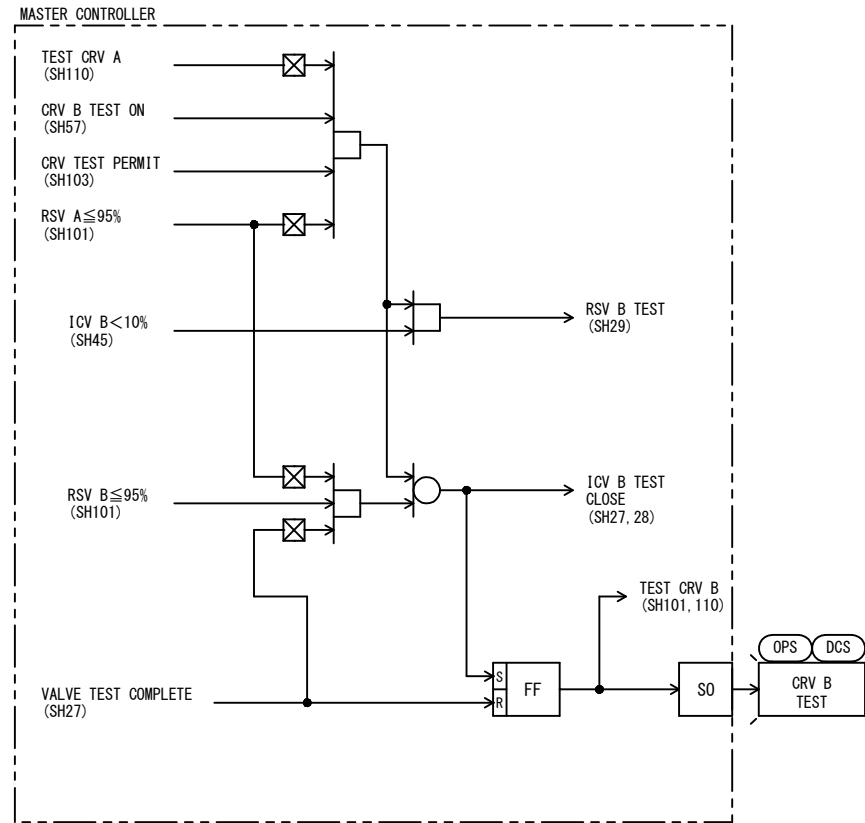 MASTER CONTROLLER
TEST CRV A
(SH110)
CRV B TEST ON
(SH57)
CRV TEST PERMIT
(SH103)
RSV A≦95%
(SH101)
ICV B<10%
(SH45)
RSV B TEST
(SH29)
RSV B≦95%
(SH101)
ICV B TEST
CLOSE
(SH27,28)
TEST CRV B
(SH101,110)
VALVE TEST COMPLETE
(SH27)
S
R
FF
SO
OPS
DCS
CRV B
TEST